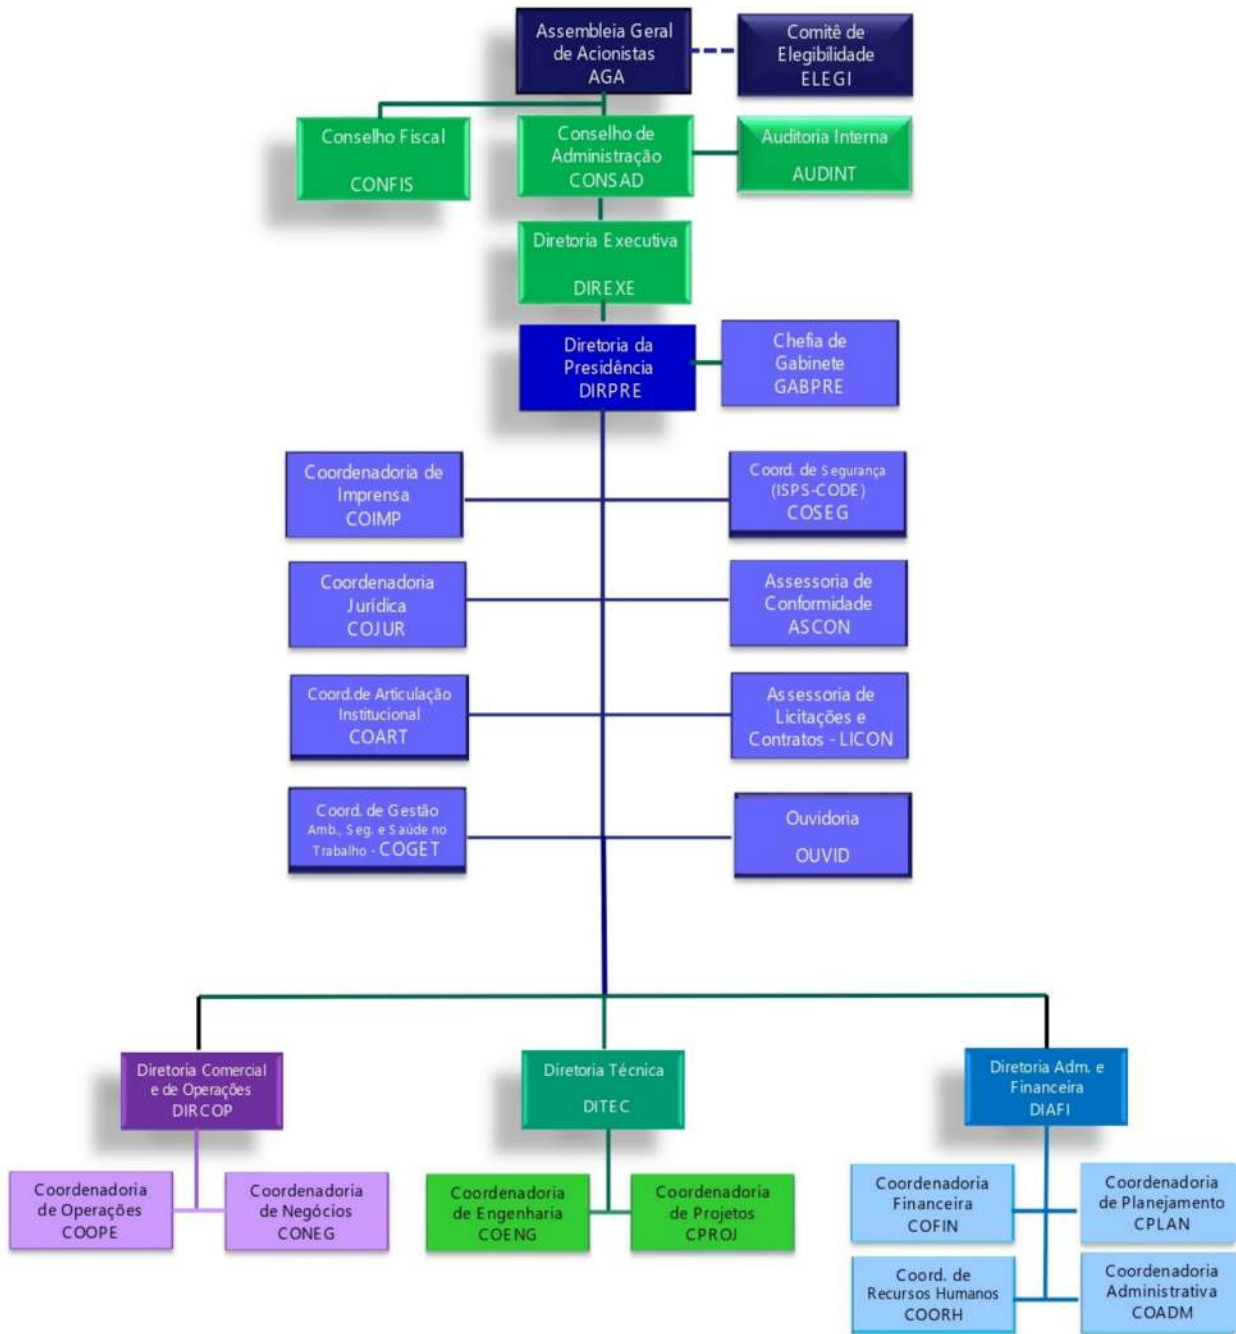 Assembleia Geral
de Acionistas
AGA
Comitê de
Elegibilidade
ELEGI
Conselho Fiscal
CONFIS
Conselho de
Administração
CONSAD
Auditoria Interna
AUDINT
Diretoria Executiva
DIREXE
Diretoria da
Presidência
DIRPRE
Chefia de
Gabinete
GABPRE
Coordenadoria de
Imprensa
COIMP
Coord. de Segurança
(ISPS-CODE)
COSEG
Coordenadoria
Jurídica
COJUR
Assessoria de
Conformidade
ASCON
Coord.de Articulação
Institucional
COART
Assessoria de
Licitações e
Contratos - LICON
Coord. de Gestão
Amb., Seg. e Saúde no
Trabalho - COGET
Ouvidoria
OUVID
Diretoria Comercial
e de Operações
DIRCOP
Diretoria Técnica
DITEC
Diretoria Adm. e
Financeira
DIAFI
Coordenadoria
de Operações
COOPE
Coordenadoria
de Negócios
CONEG
Coordenadoria
de Engenharia
COENG
Coordenadoria
de Projetos
CPROJ
Coordenadoria
Financeira
COFIN
Coordenadoria
de Planejamento
CPLAN
Coord. de
Recursos Humanos
COORH
Coordenadoria
Administrativa
COADM